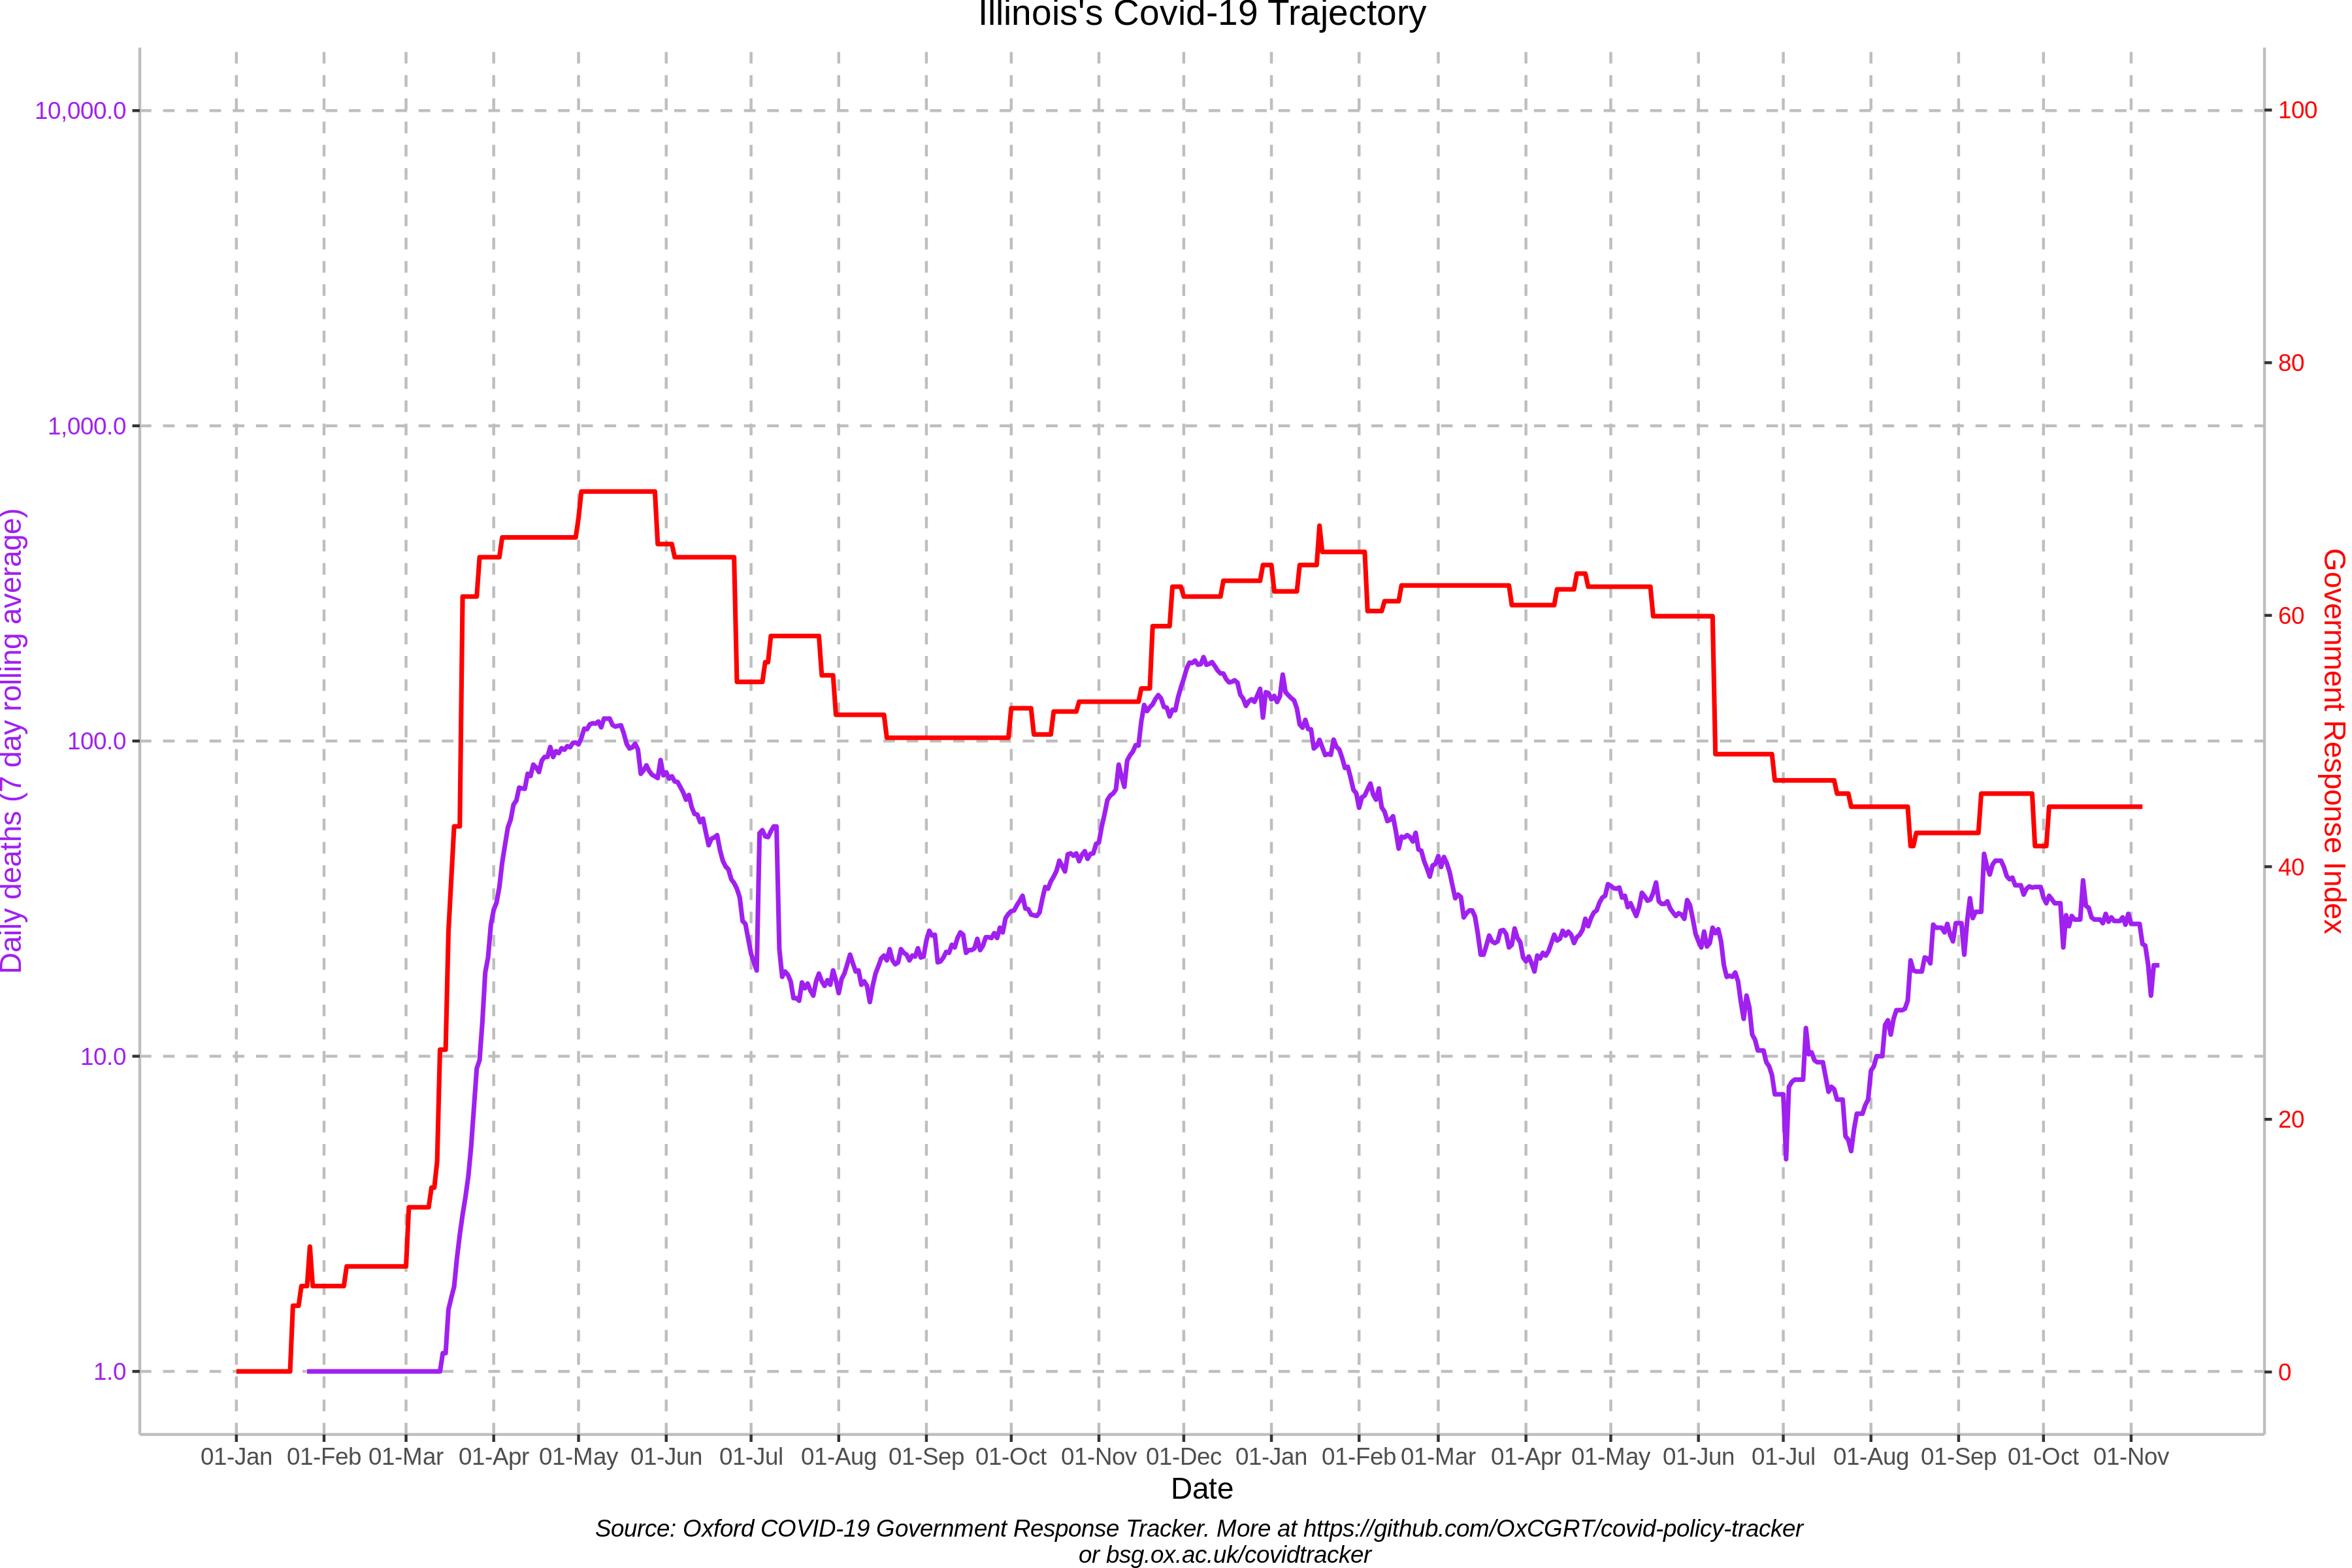 Illinois's Covid-19 Trajectory
10,000.0
1,000.0
100.0
10.0
1.0
Daily deaths (7 day rolling average)
100
80
60
40
20
0
Government Response Index
01-Jan 01-Feb 01-Mar 01-Apr 01-May 01-Jun 01-Jul 01-Aug 01-Sep 01-Oct 01-Nov 01-Dec 01-Jan 01-Feb 01-Mar 01-Apr 01-May 01-Jun 01-Jul 01-Aug 01-Sep 01-Oct 01-Nov
Date
Source: Oxford COVID-19 Government Response Tracker. More at https://github.com/OxCGRT/covid-policy-tracker
or bsg.ox.ac.uk/covidtracker